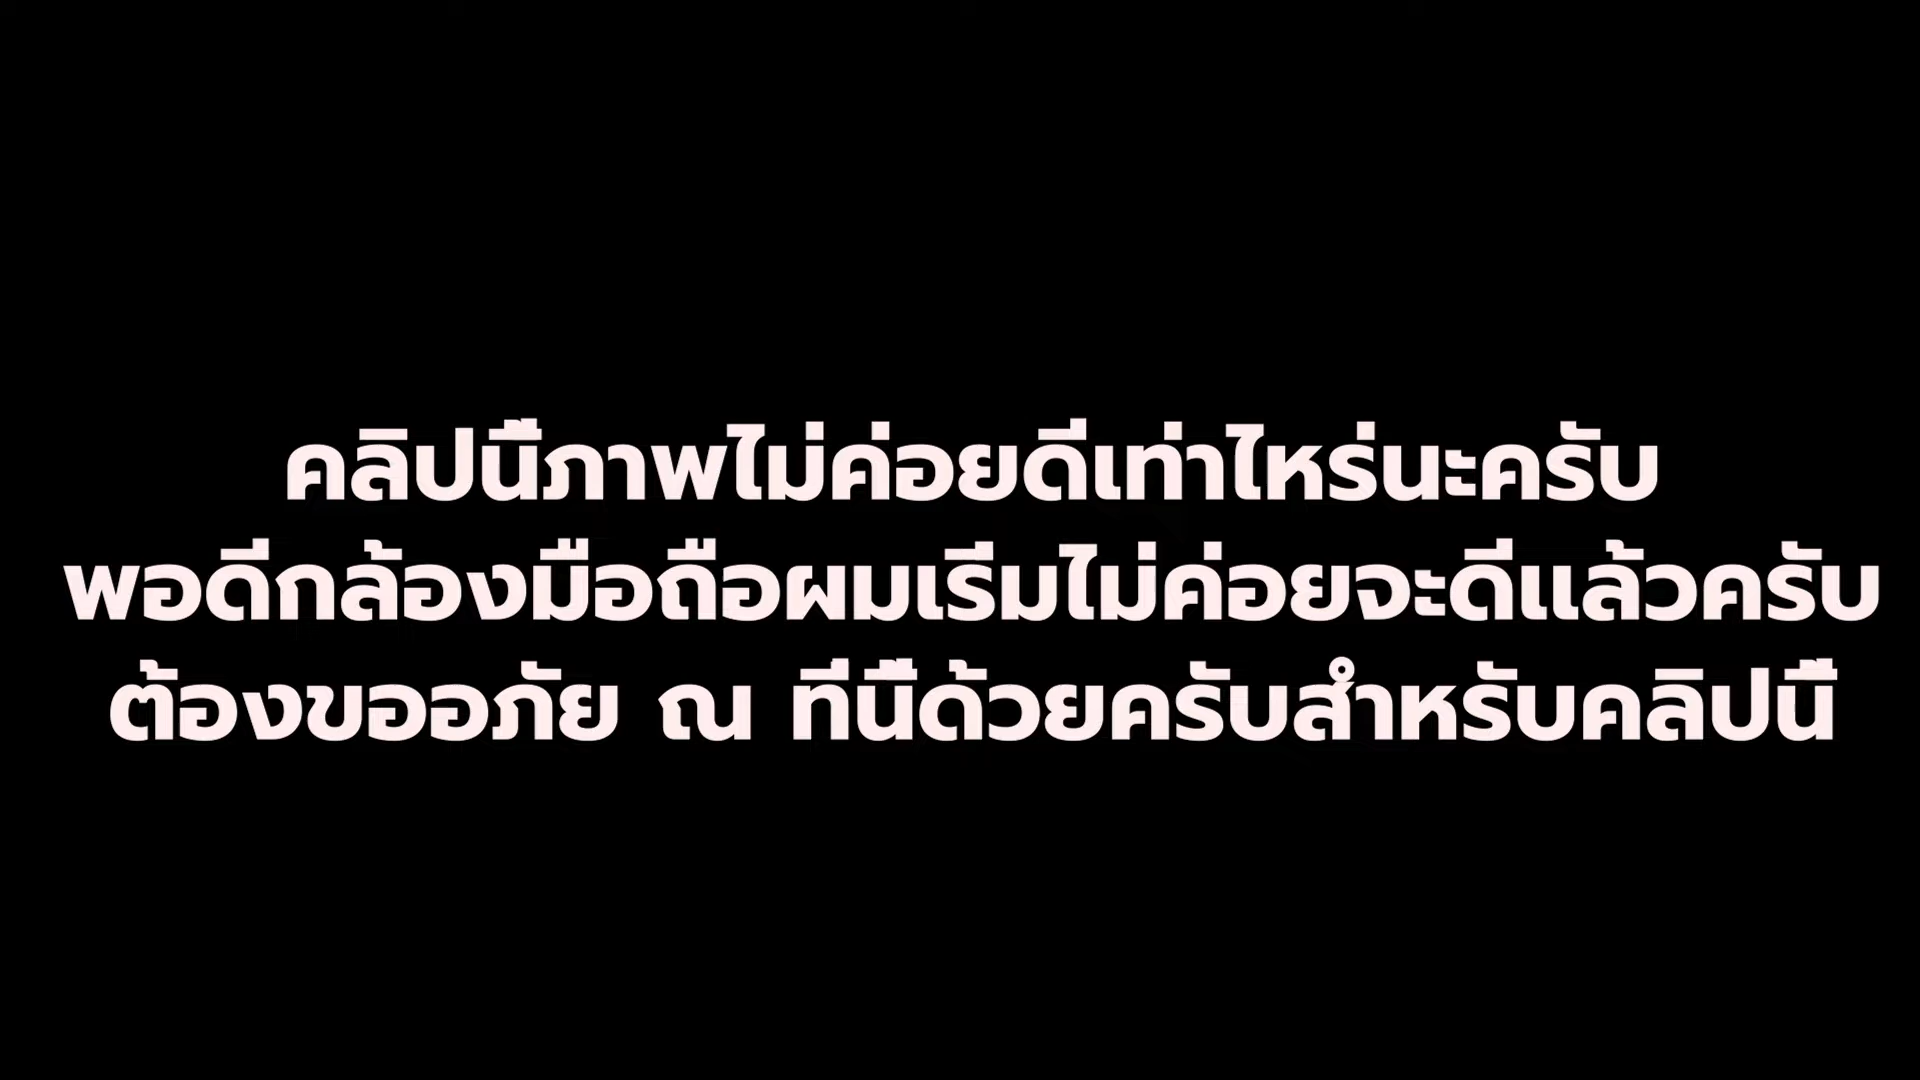 คลิปนี้ภาพไม่ค่อยดีเท่าไหร่นะครับ
พอดีกล้องมือถือผมเริ่มไม่ค่อยจะดีแล้วครับ
ต้องขออภัย ณ ที่นี้ด้วยครับสำหรับคลิปนี้